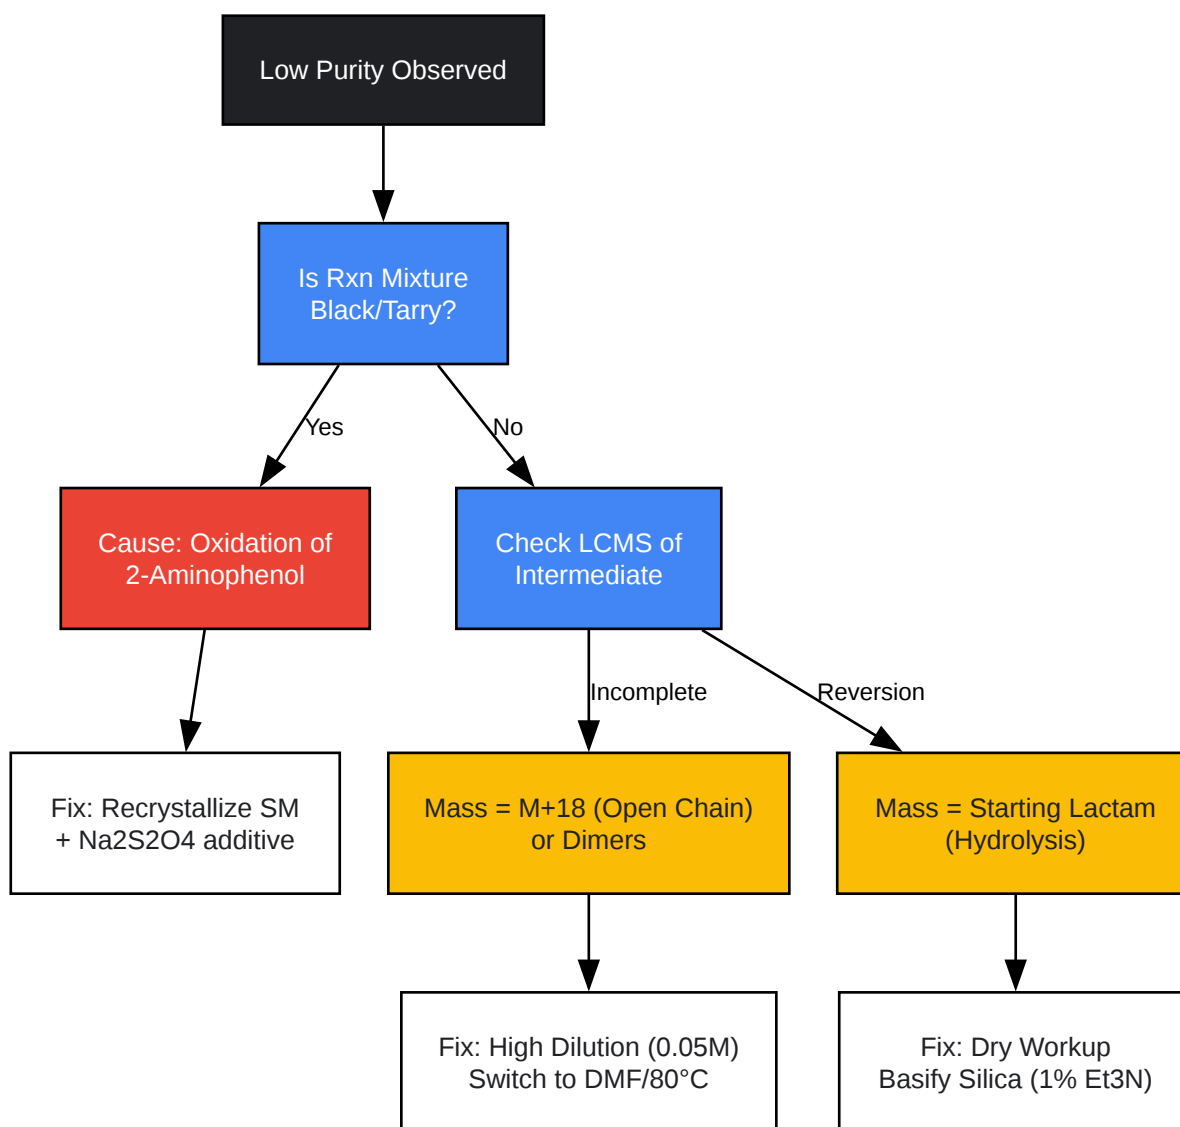 Low Purity Observed
Is Rxn Mixture
Black/Tarry?
Yes
No
Cause: Oxidation of
2-Aminophenol
Check LCMS of
Intermediate
Incomplete
Reversion
Fix: Recrystallize SM
+ Na2S2O4 additive
Mass = M+18 (Open Chain)
or Dimers
Mass = Starting Lactam
(Hydrolysis)
Fix: High Dilution (0.05M)
Switch to DMF/80°C
Fix: Dry Workup
Basify Silica (1% Et3N)